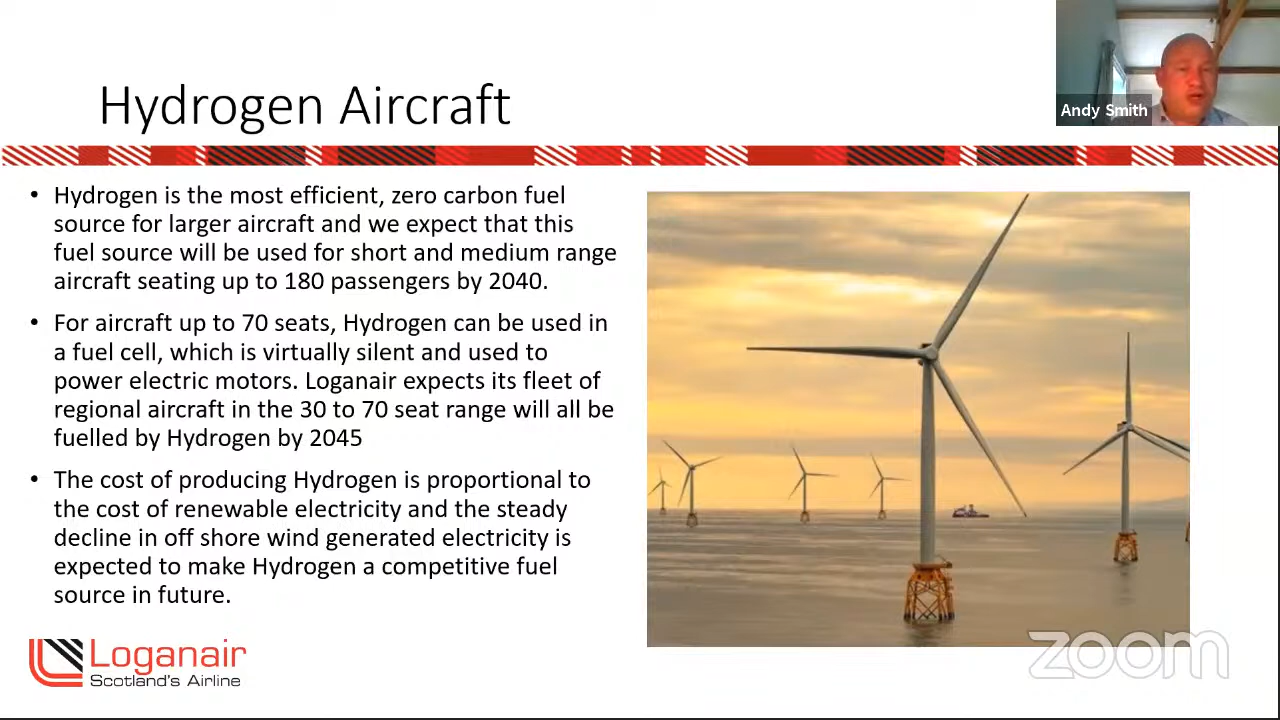 Hydrogen Aircraft
Andy Smith
• Hydrogen is the most efficient, zero carbon fuel
source for larger aircraft and we expect that this
fuel source will be used for short and medium range
aircraft seating up to 180 passengers by 2040.
• For aircraft up to 70 seats, Hydrogen can be used in
a fuel cell, which is virtually silent and used to
power electric motors. Loganair expects its fleet of
regional aircraft in the 30 to 70 seat range will all be
fuelled by Hydrogen by 2045
• The cost of producing Hydrogen is proportional to
the cost of renewable electricity and the steady
decline in off shore wind generated electricity is
expected to make Hydrogen a competitive fuel
source in future.
Loganair
Scotland's Airline
zoom